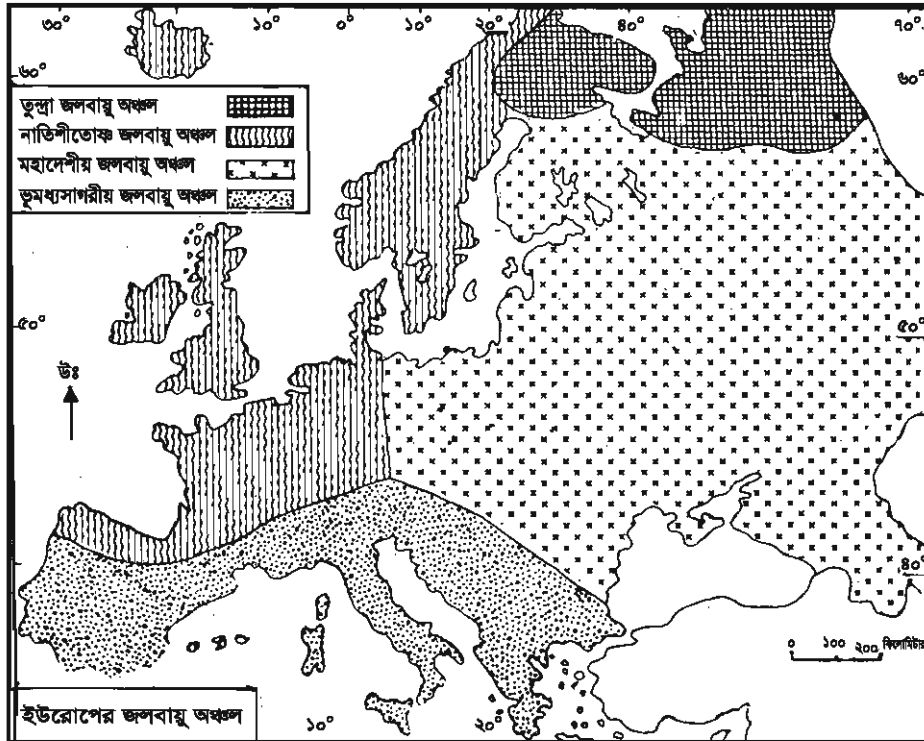 ৩০° ১০° ০° ১০ ২০° ৪০° ৭০°
৬০° ৬০°
তুন্দ্রা জলবায়ু অঞ্চল
নাতিশীতোষ্ণ জলবায়ু অঞ্চল
মহাদেশীয় জলবায়ু অঞ্চল
ভূমধ্যসাগরীয় জলবায়ু অঞ্চল
৫০° ৫০°
উঃ
৪০°
০ ১০০ ২০০ কিলোমিটার
ইউরোপের জলবায়ু অঞ্চল
১০° ২০°